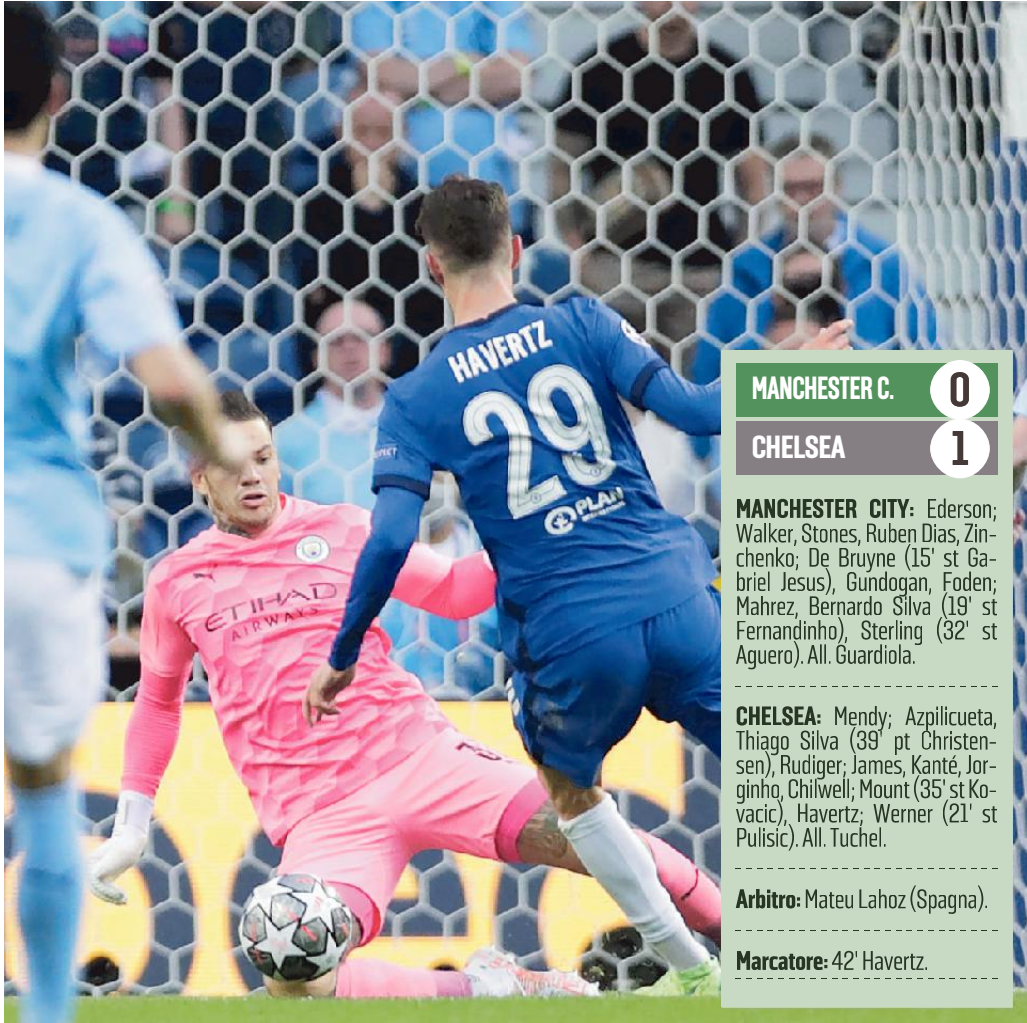 HAVERTZ
29
PLAN
ETIHAD
AIRWAYS
MANCHESTER C. 0
CHELSEA 1
MANCHESTER CITY: Ederson;
Walker, Stones, Ruben Dias, Zin-
chenko; De Bruyne (15' st Ga-
briel Jesus), Gundogan, Foden;
Mahrez, Bernardo Silva (19' st
Fernandinho), Sterling (32' st
Aguero). All. Guardiola.
CHELSEA: Mendy; Azpilicueta,
Thiago Silva (39' pt Christen-
sen), Rudiger; James, Kanté, Jor-
ginho, Chilwell; Mount (35' st Ko-
vacic), Havertz; Werner (21' st
Pulisic). All. Tuchel.
Arbitro: Mateu Lahoz (Spagna).
Marcatore: 42' Havertz.